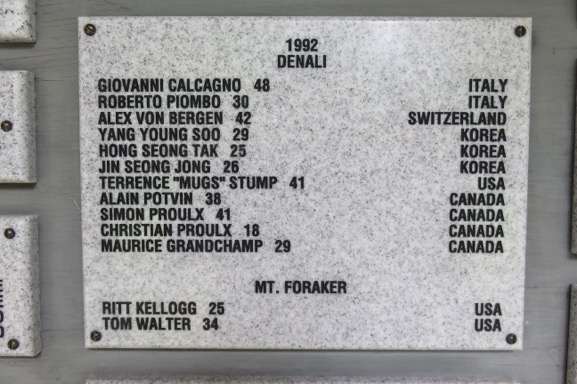 1992
DENALI
GIOVANNI CALCAGNO 48 ITALY
ROBERTO PIOMBO 30 ITALY
ALEX VON BERGEN 42 SWITZERLAND
YANG YOUNG SOO 29 KOREA
HONG SEONG TAK 25 KOREA
JIN SEONG JONG 26 KOREA
TERRENCE "MUGS" STUMP 41 USA
ALAIN POTVIN 38 CANADA
SIMON PROULX 41 CANADA
CHRISTIAN PROULX 18 CANADA
MAURICE GRANDCHAMP 29 CANADA
MT. FORAKER
RITT KELLOGG 25 USA
TOM WALTER 34 USA